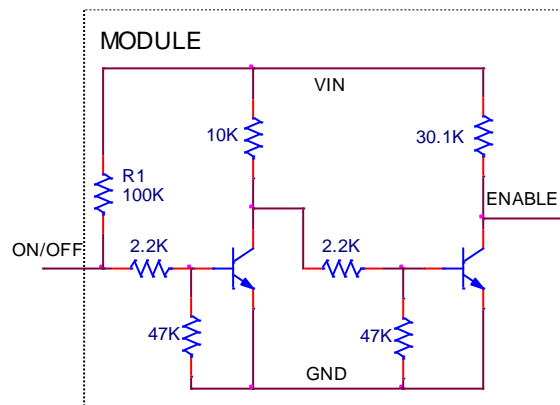 MODULE
VIN
10K
30.1K
R1
100K
ENABLE
ON/OFF
2.2K
2.2K
47K
47K
GND